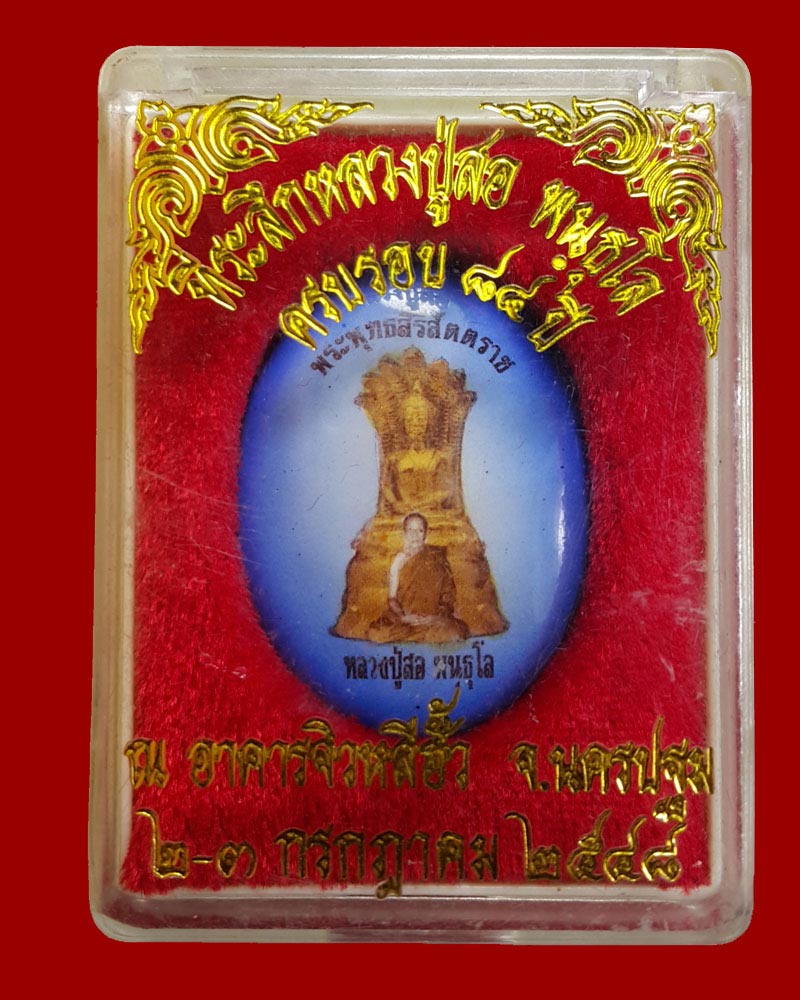 ที่ระลึกหลวงปู่สอ พนฺธุโล
ครบรอบ ๘๔ ปี
พระพุทธสิริสัตตราช
หลวงปู่สอ พนฺธุโล
ณ อาคารจิวหลีฮั้ว จ.นครปฐม
๒-๓ กรกฎาคม ๒๕๔๘